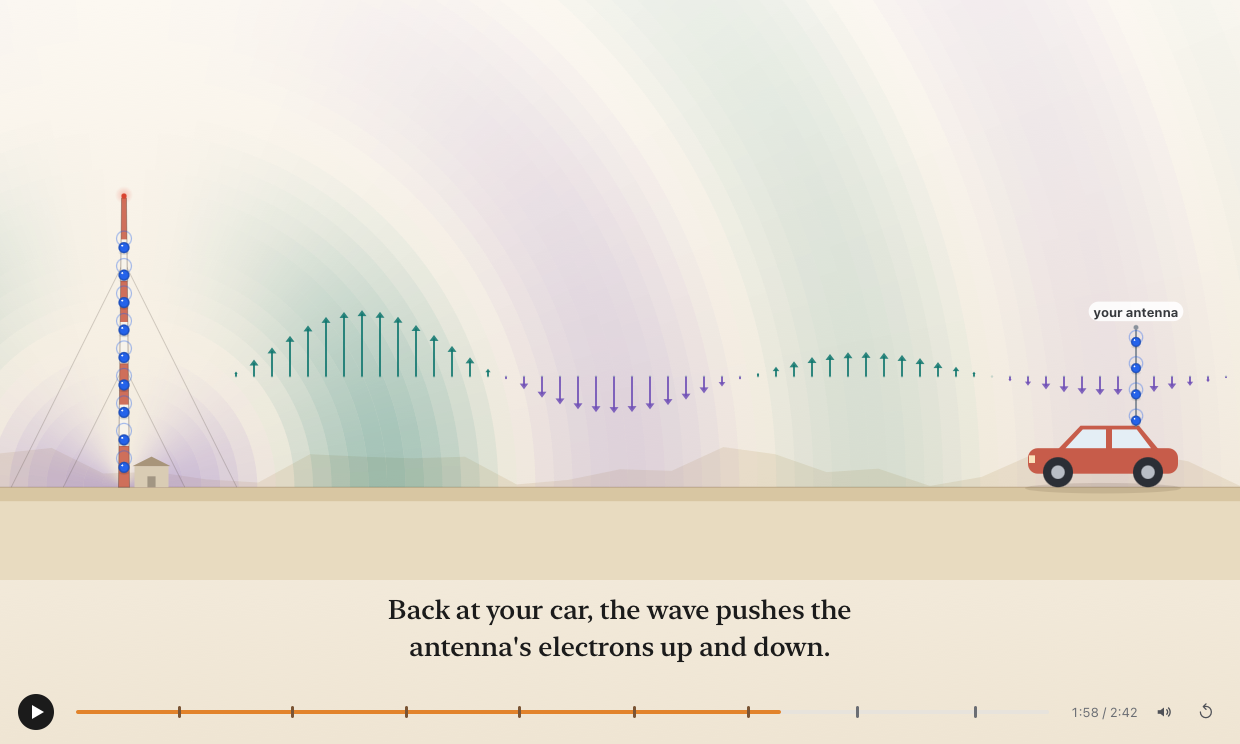 your antenna
Back at your car, the wave pushes the
antenna's electrons up and down.
1:58 / 2:42